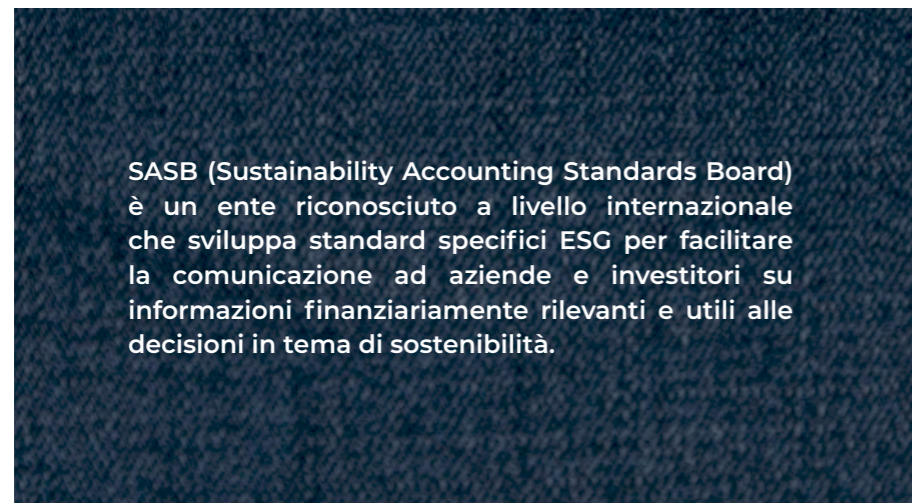 SASB (Sustainability Accounting Standards Board)
è un ente riconosciuto a livello internazionale
che sviluppa standard specifici ESG per facilitare
la comunicazione ad aziende e investitori su
informazioni finanziariamente rilevanti e utili alle
decisioni in tema di sostenibilità.